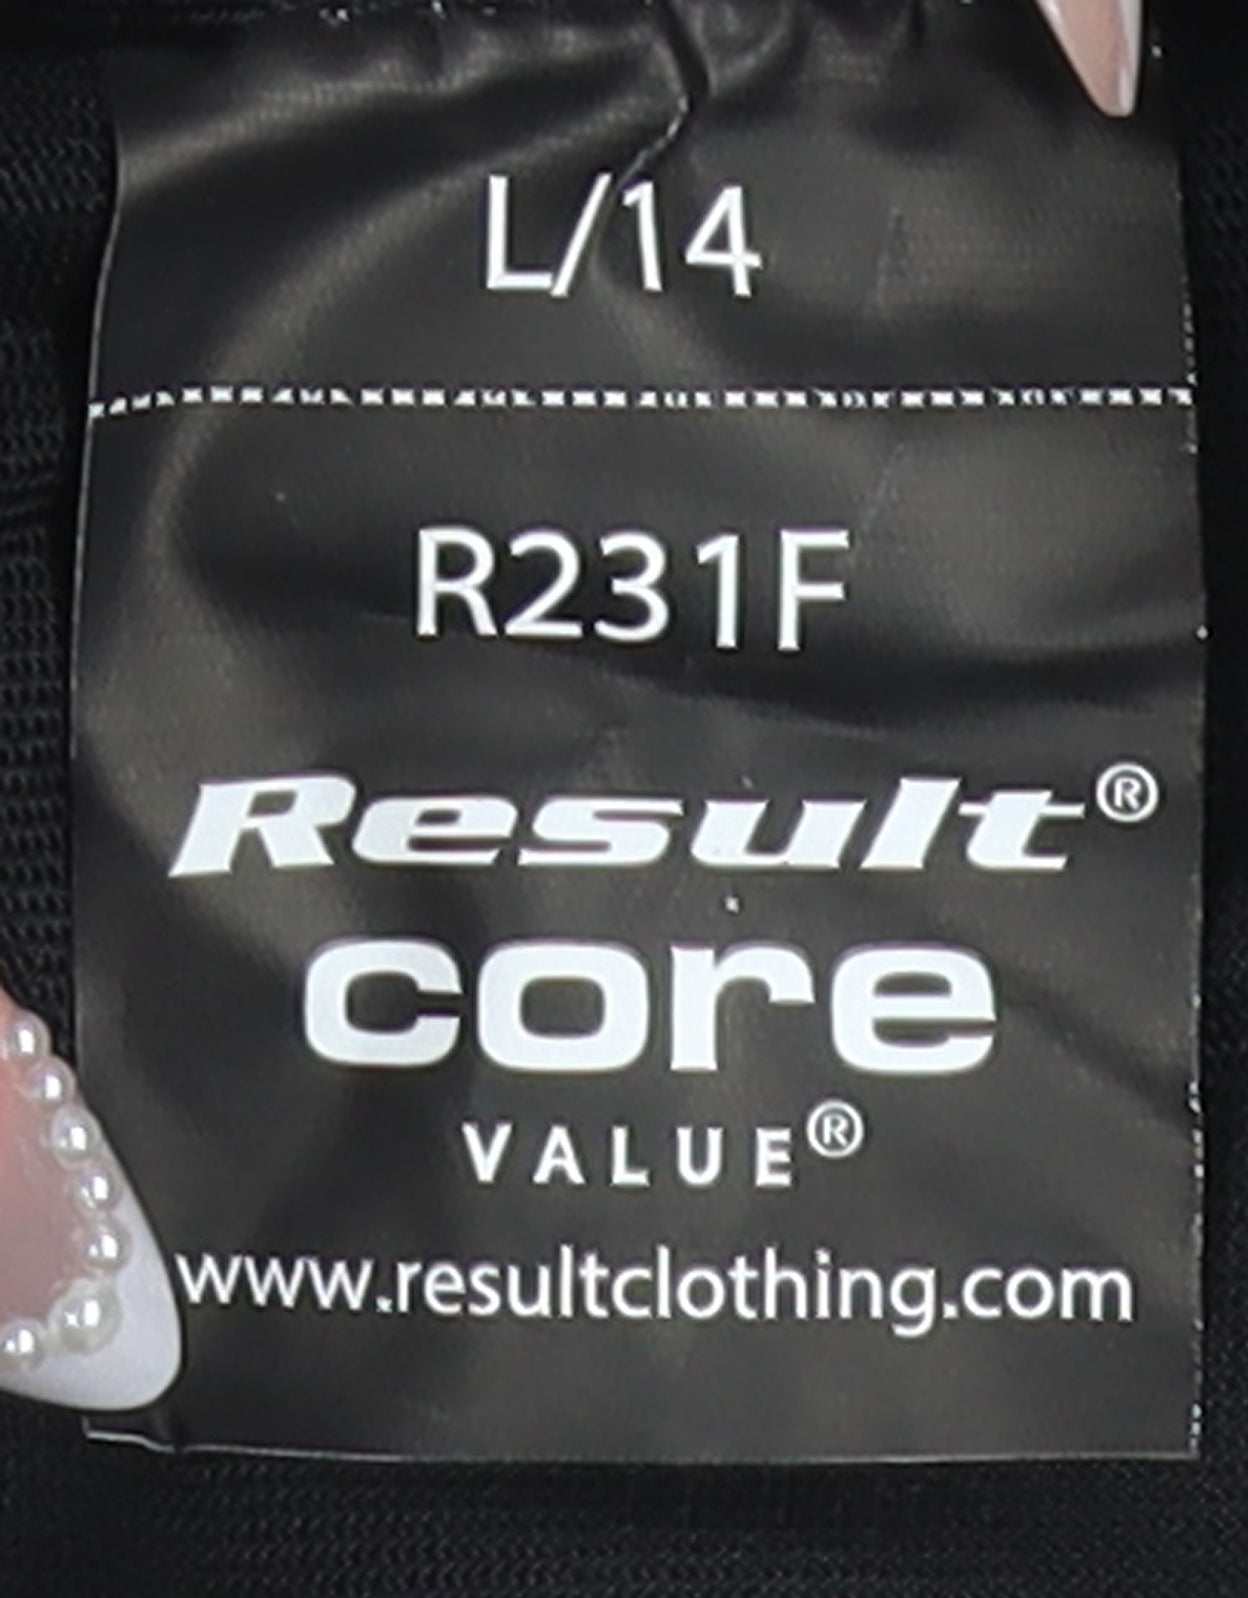 L/14
R231F
Result®
core
VALUE®
www.resultclothing.com